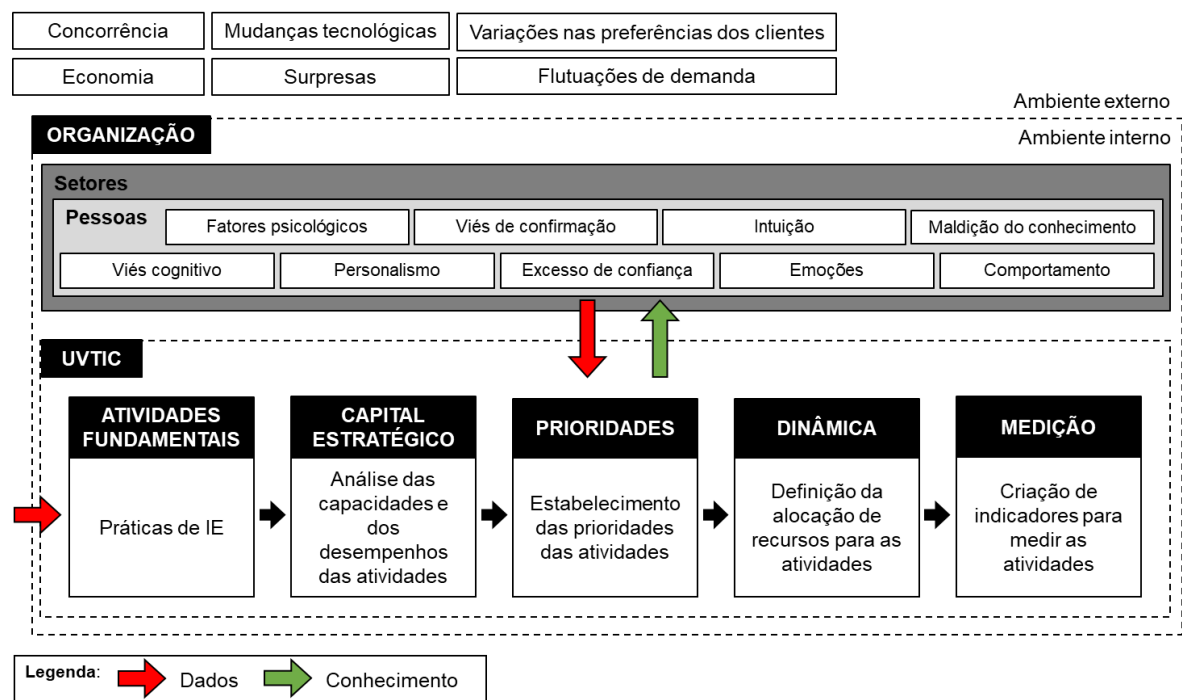 Concorrência
Mudanças tecnológicas
Variações nas preferências dos clientes
Economia
Surpresas
Flutuações de demanda
Ambiente externo
ORGANIZAÇÃO
Ambiente interno
Setores
Pessoas
Fatores psicológicos
Viés de confirmação
Intuição
Maldição do conhecimento
Viés cognitivo
Personalismo
Excesso de confiança
Emoções
Comportamento
UVTIC
ATIVIDADES
FUNDAMENTAIS
Práticas de IE
CAPITAL
ESTRATÉGICO
Análise das
capacidades e
dos
desempenhos
das atividades
PRIORIDADES
Estabelecimento
das prioridades
das atividades
DINÂMICA
Definição da
alocação de
recursos para as
atividades
MEDIÇÃO
Criação de
indicadores para
medir as
atividades
Legenda:
Dados
Conhecimento